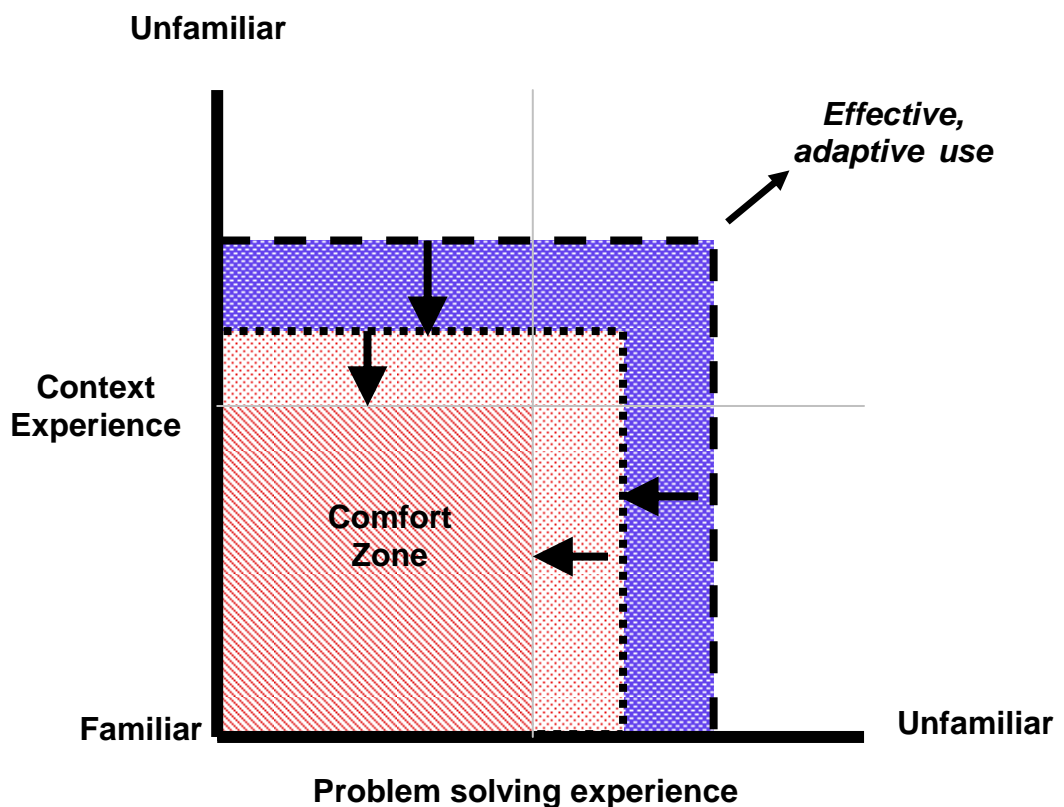 Unfamiliar
Effective,
adaptive use
Context
Experience
Comfort
Zone
Familiar
Unfamiliar
Problem solving experience